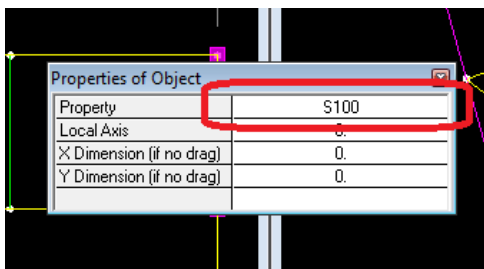 Properties of Object
Property S100
Local Axis 0.
X Dimension (if no drag) 0.
Y Dimension (if no drag) 0.